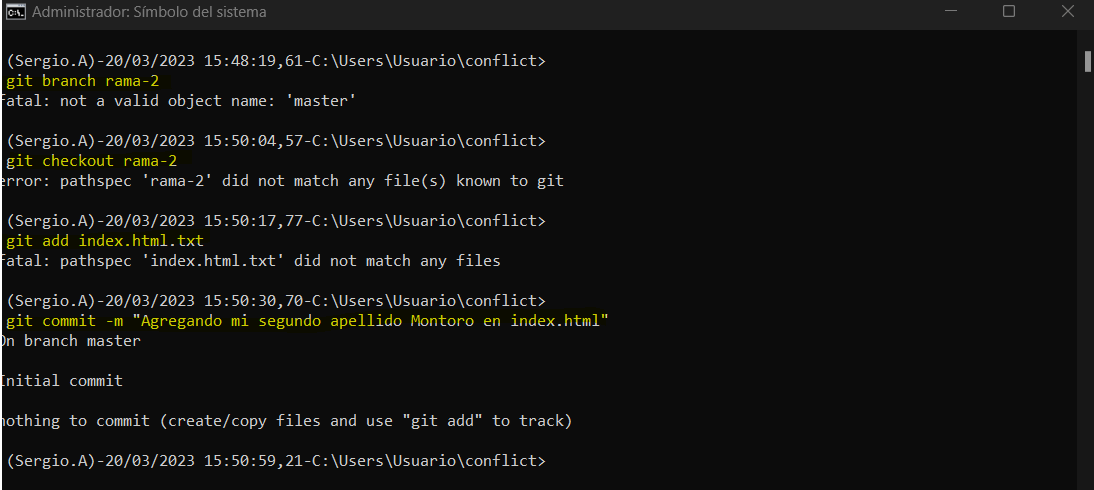 Administrador: Símbolo del sistema
(Sergio.A)-20/03/2023 15:48:19,61-C:\Users\Usuario\conflict>
git branch rama-2
fatal: not a valid object name: 'master'
(Sergio.A)-20/03/2023 15:50:04,57-C:\Users\Usuario\conflict>
git checkout rama-2
error: pathspec 'rama-2' did not match any file(s) known to git
(Sergio.A)-20/03/2023 15:50:17,77-C:\Users\Usuario\conflict>
git add index.html.txt
fatal: pathspec 'index.html.txt' did not match any files
(Sergio.A)-20/03/2023 15:50:30,70-C:\Users\Usuario\conflict>
git commit -m "Agregando mi segundo apellido Montoro en index.html"
On branch master
Initial commit
nothing to commit (create/copy files and use "git add" to track)
(Sergio.A)-20/03/2023 15:50:59,21-C:\Users\Usuario\conflict>